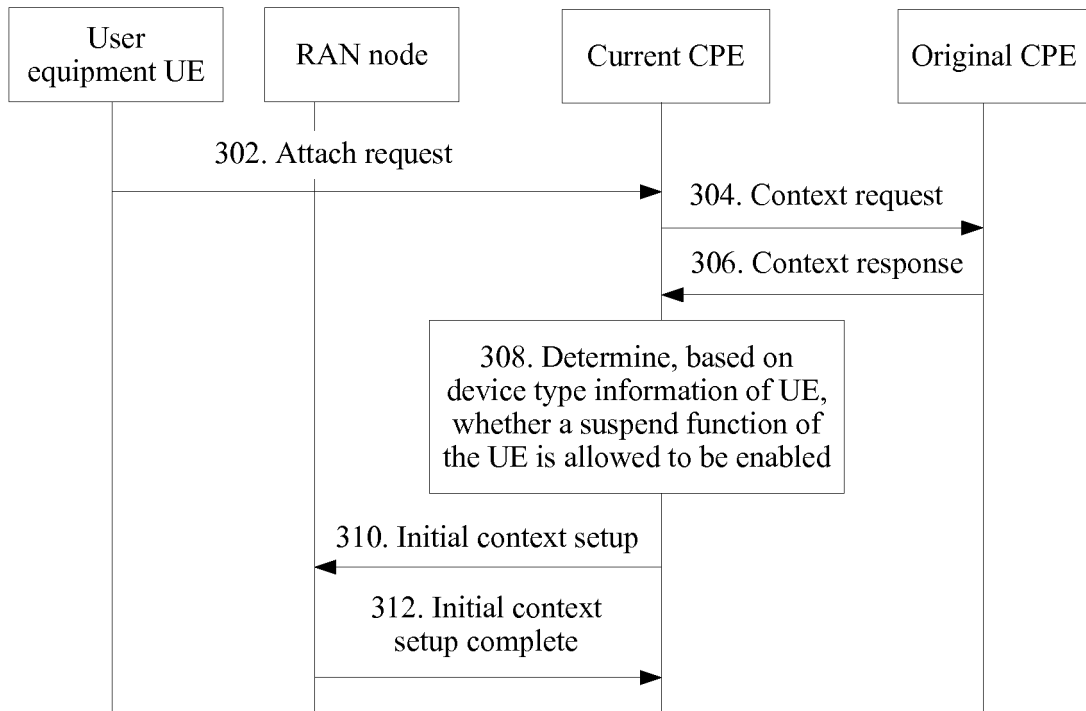 User
equipment UE
RAN node
Current CPE
Original CPE
302. Attach request
304. Context request
306. Context response
308. Determine, based on
device type information of UE,
whether a suspend function of
the UE is allowed to be enabled
310. Initial context setup
312. Initial context
setup complete